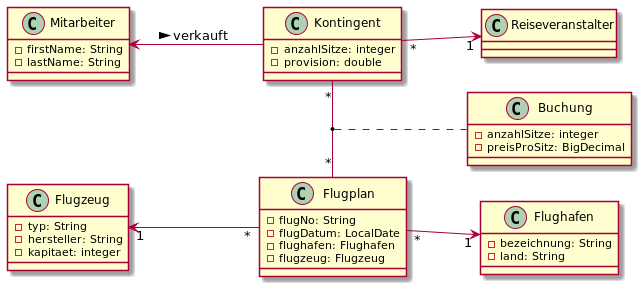 C Mitarbeiter
firstName: String
lastName: String
verkauft
C Kontingent
anzahlSitze: integer
provision: double
*
1
C Reiseveranstalter
*
*
C Buchung
anzahlSitze: integer
preisProSitz: BigDecimal
C Flugzeug
typ: String
hersteller: String
kapitaet: integer
1
*
C Flugplan
flugNo: String
flugDatum: LocalDate
flughafen: Flughafen
flugzeug: Flugzeug
*
1
C Flughafen
bezeichnung: String
land: String